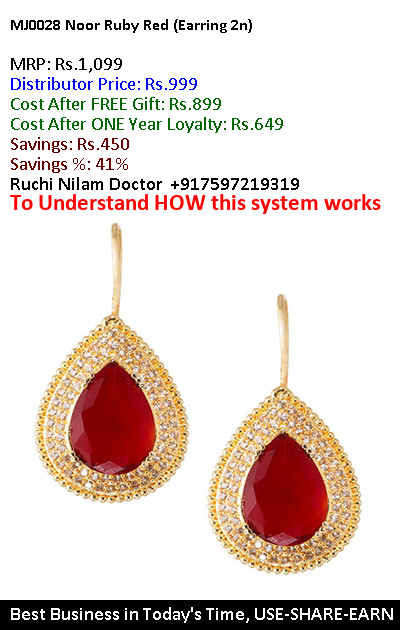 MJ0028 Noor Ruby Red (Earring 2n)
MRP: Rs.1,099
Distributor Price: Rs.999
Cost After FREE Gift: Rs.899
Cost After ONE Year Loyalty: Rs.649
Savings: Rs.450
Savings %: 41%
Ruchi Nilam Doctor +917597219319
To Understand HOW this system works
Best Business in Today's Time, USE-SHARE-EARN